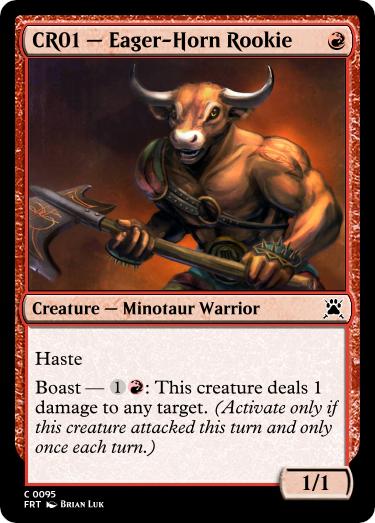 CR01 — Eager-Horn Rookie
Creature — Minotaur Warrior
Haste
Boast — 1 : This creature deals 1
damage to any target. (Activate only if
this creature attacked this turn and only
once each turn.)
1/1
C 0095
FRT BRIAN LUK